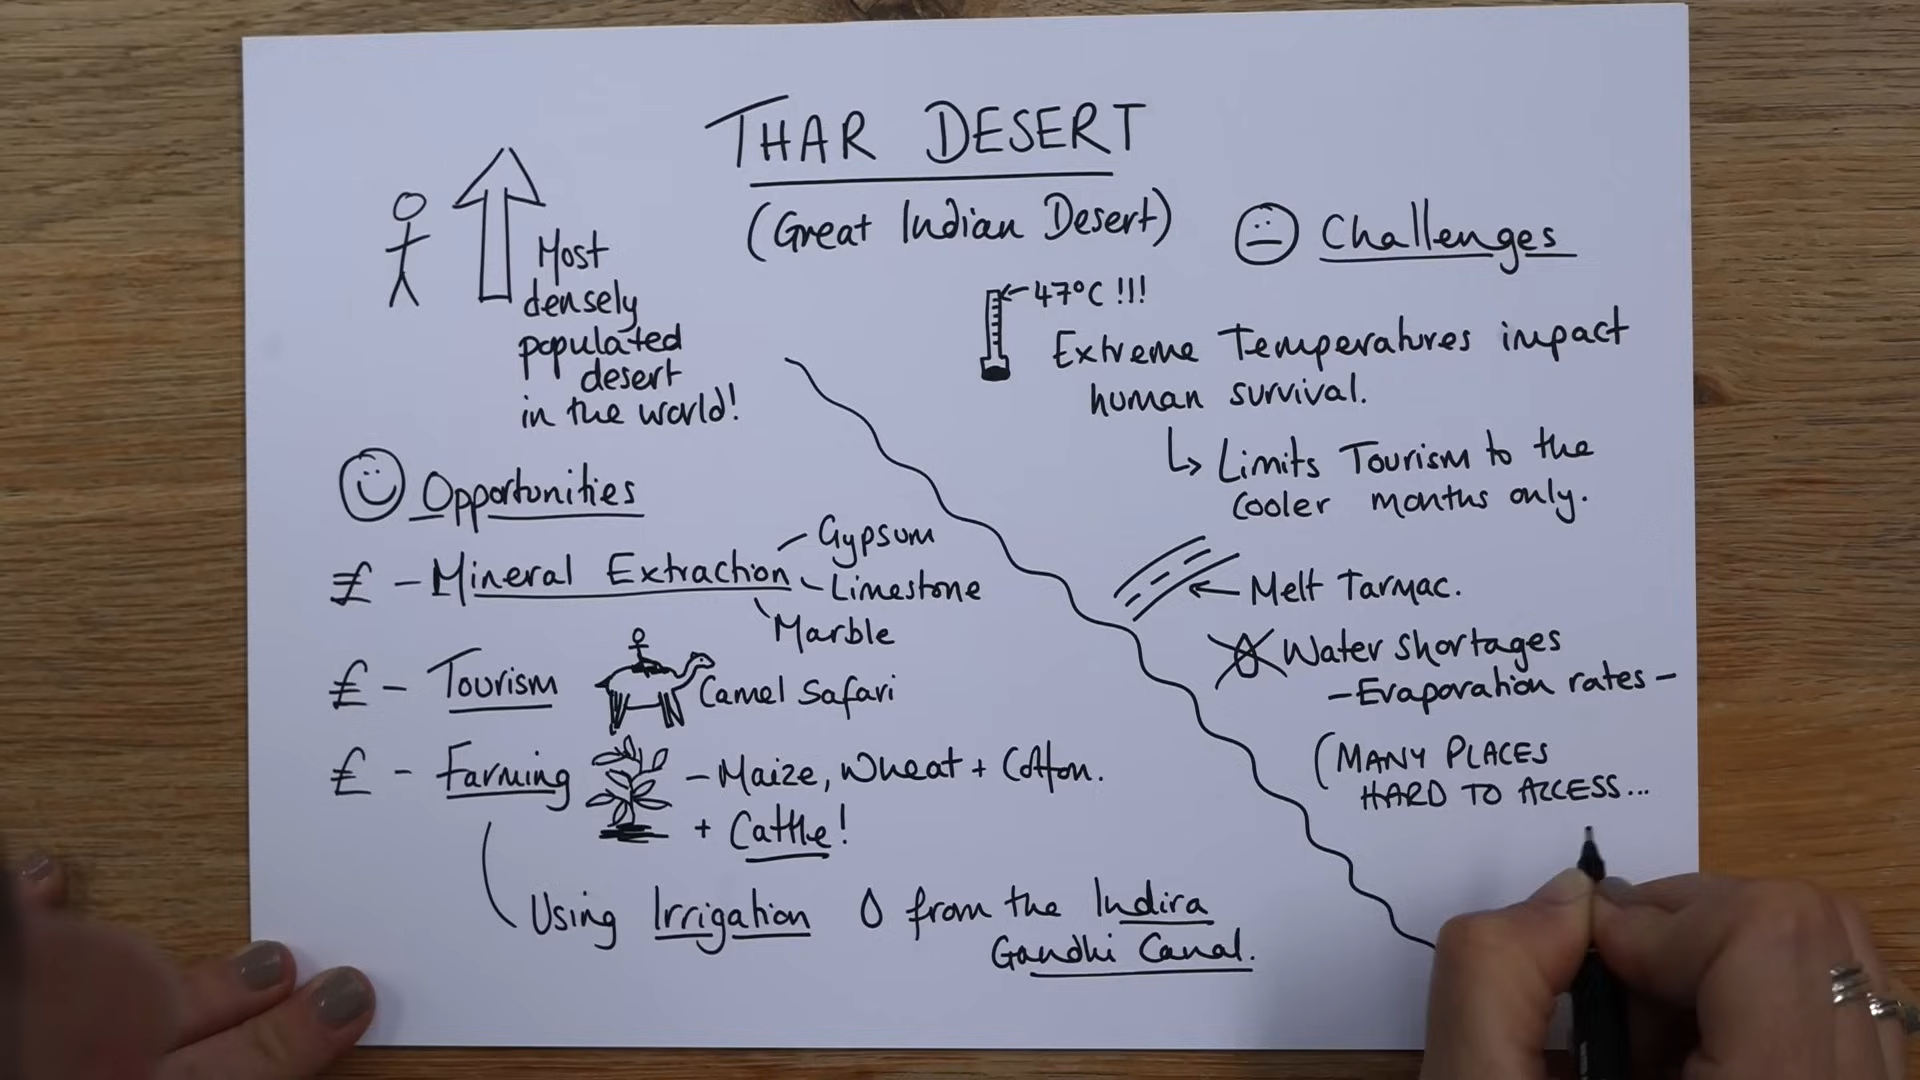 THAR DESERT
(Great Indian Desert)
Most
densely
populated
desert
in the world!
Opportunities
£ - Mineral Extraction
Gypsum
Limestone
Marble
£ - Tourism
Camel Safari
£ - Farming
- Maize, Wheat + Cotton.
+ Cattle!
Using Irrigation from the Indira
Gandhi Canal.
Challenges
47°C !!!
Extreme Temperatures impact
human survival.
↳ Limits Tourism to the
cooler months only.
← Melt Tarmac.
Water shortages
- Evaporation rates -
(MANY PLACES
HARD TO ACCESS...